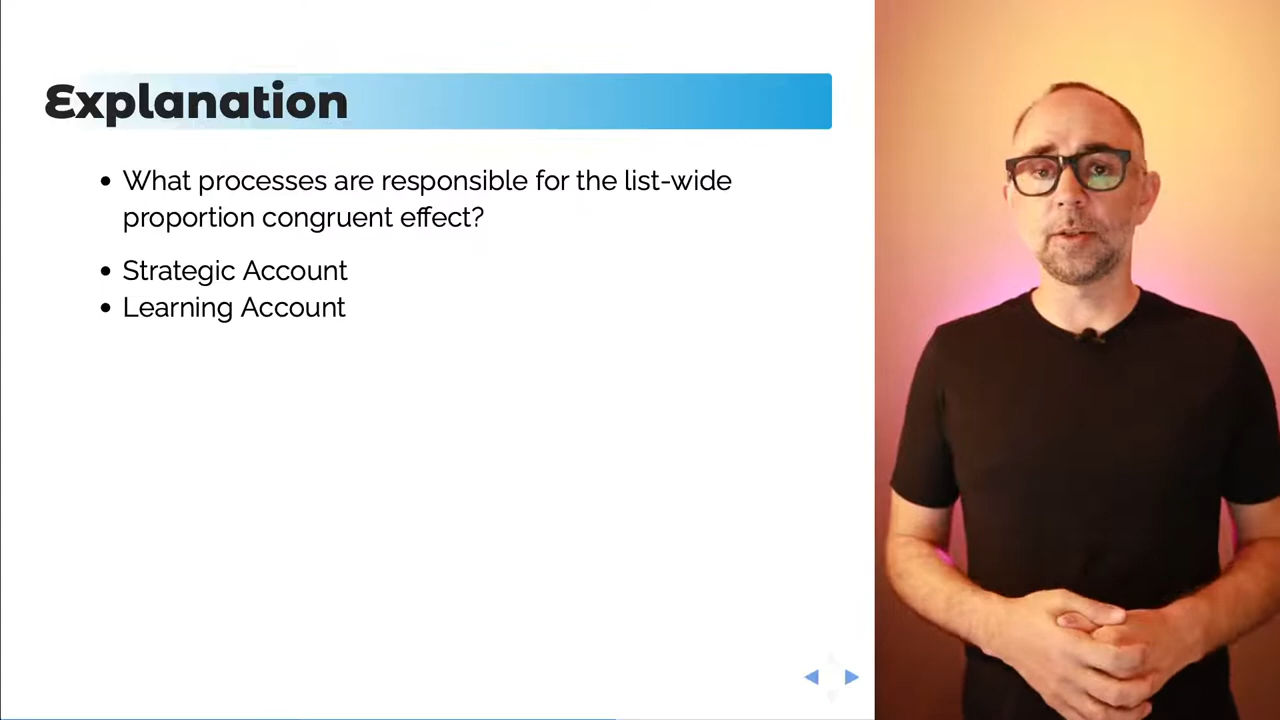 Explanation
• What processes are responsible for the list-wide
proportion congruent effect?
• Strategic Account
• Learning Account